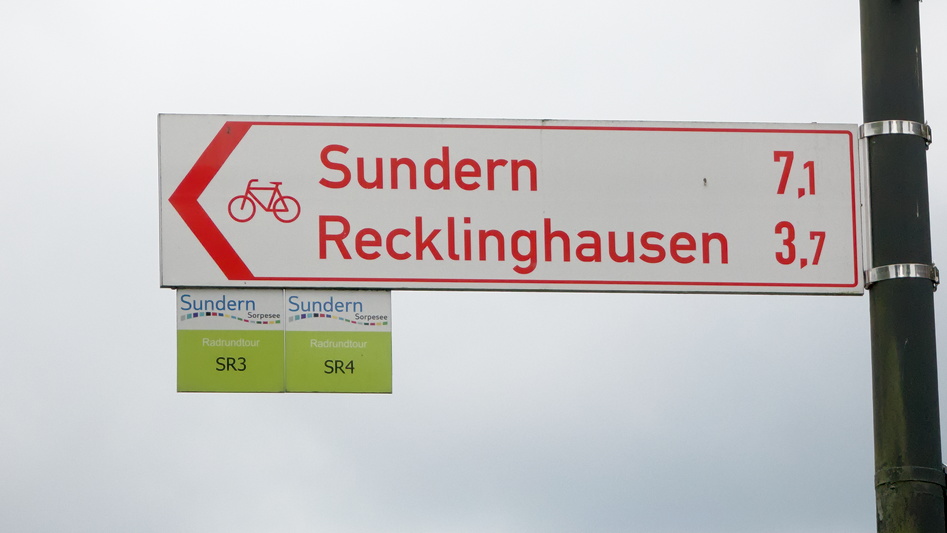 Sundern 7,1
Recklinghausen 3,7
Sundern
Sorpesee
Radrundtour
SR3
Sundern
Sorpesee
Radrundtour
SR4